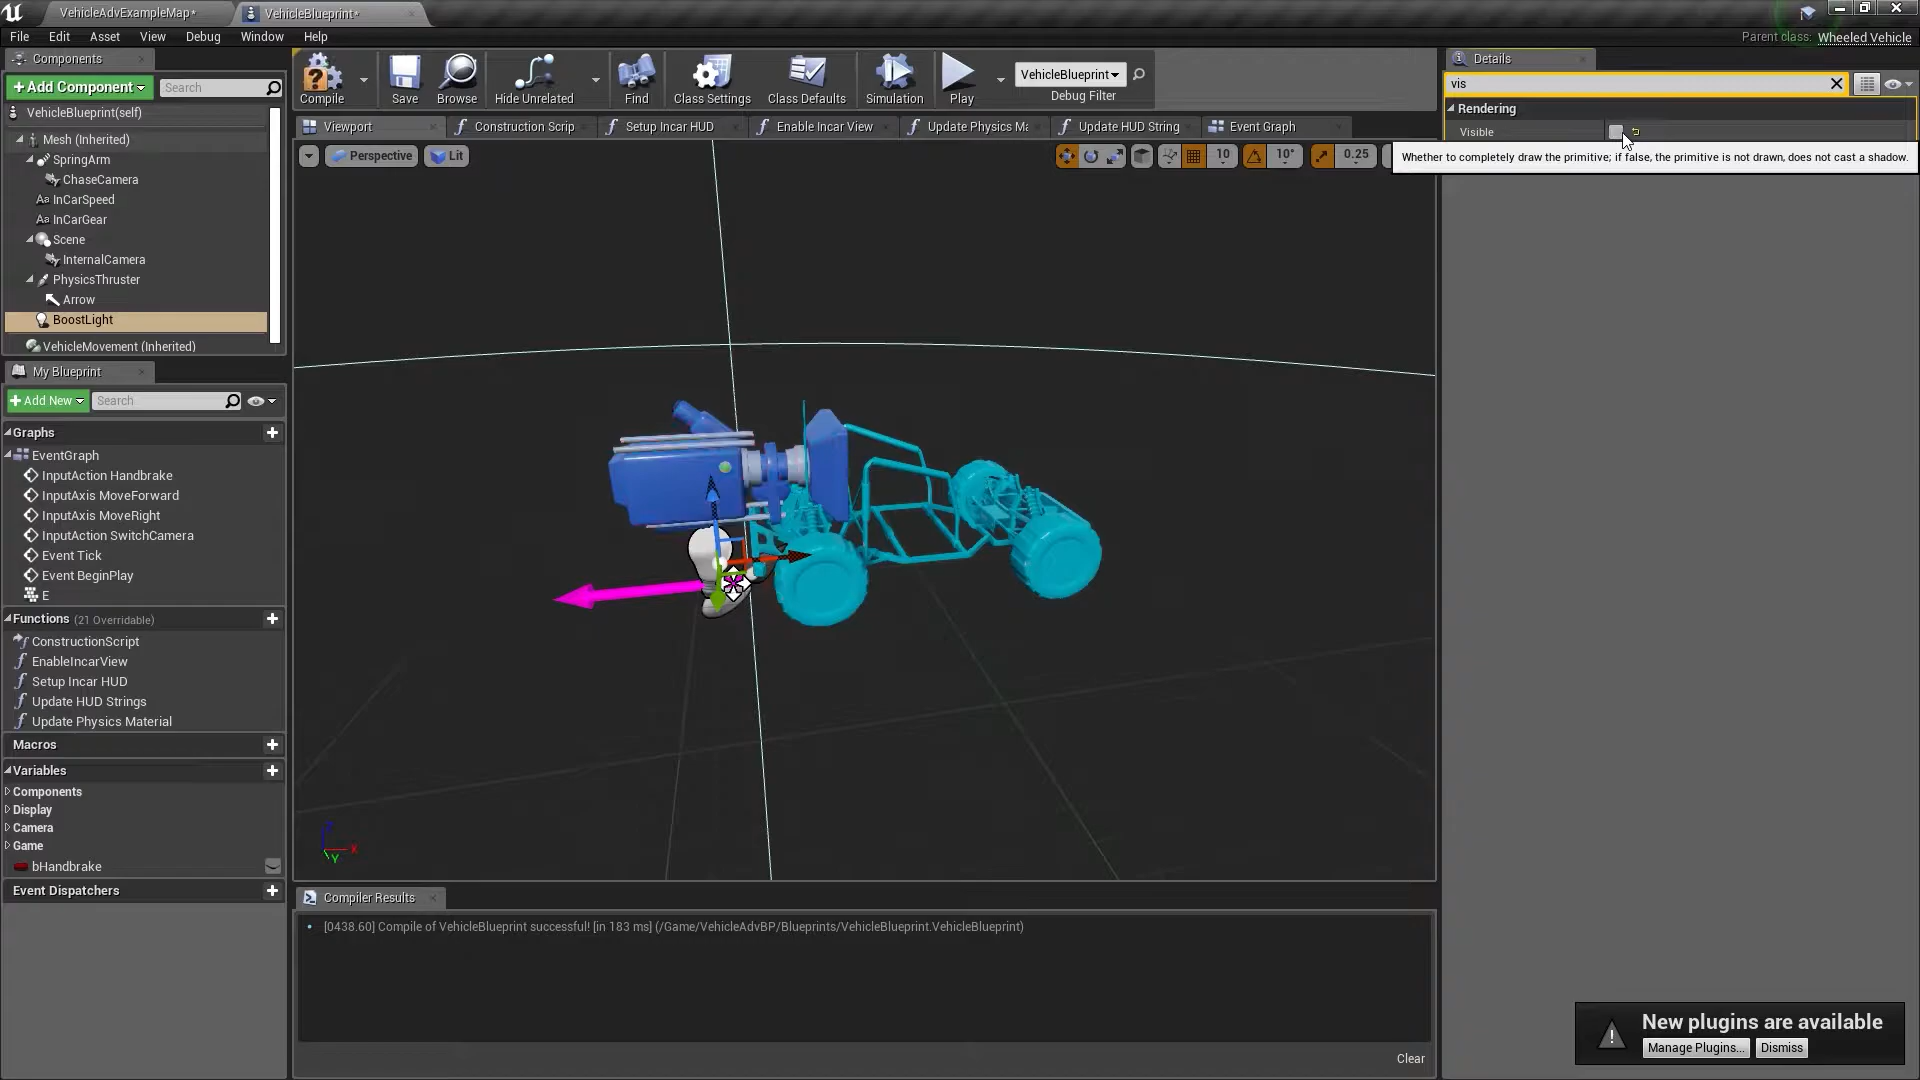 VehicleAdvExampleMap*
VehicleBlueprint*
File Edit Asset View Debug Window Help
Parent class: Wheeled Vehicle
Components
+Add Component
Search
VehicleBlueprint(self)
Mesh (Inherited)
SpringArm
ChaseCamera
InCarSpeed
InCarGear
Scene
InternalCamera
PhysicsThruster
Arrow
BoostLight
VehicleMovement (Inherited)
My Blueprint
+Add New
Search
Graphs
EventGraph
InputAction Handbrake
InputAxis MoveForward
InputAxis MoveRight
InputAction SwitchCamera
Event Tick
Event BeginPlay
E
Functions (21 Overridable)
ConstructionScript
EnableIncarView
Setup Incar HUD
Update HUD Strings
Update Physics Material
Macros
Variables
Components
Display
Camera
Game
bHandbrake
Event Dispatchers
Compile Save Browse Hide Unrelated Find Class Settings Class Defaults Simulation Play
VehicleBlueprint
Debug Filter
Viewport Construction Scrip Setup Incar HUD Enable Incar View Update Physics Ma Update HUD String Event Graph
Perspective Lit
10 10° 0.25
Z
X
Y
Compiler Results
• [0438.60] Compile of VehicleBlueprint successful! [in 183 ms] (/Game/VehicleAdvBP/Blueprints/VehicleBlueprint.VehicleBlueprint)
Clear
Details
vis
Rendering
Visible
Whether to completely draw the primitive; if false, the primitive is not drawn, does not cast a shadow.
New plugins are available
Manage Plugins... Dismiss